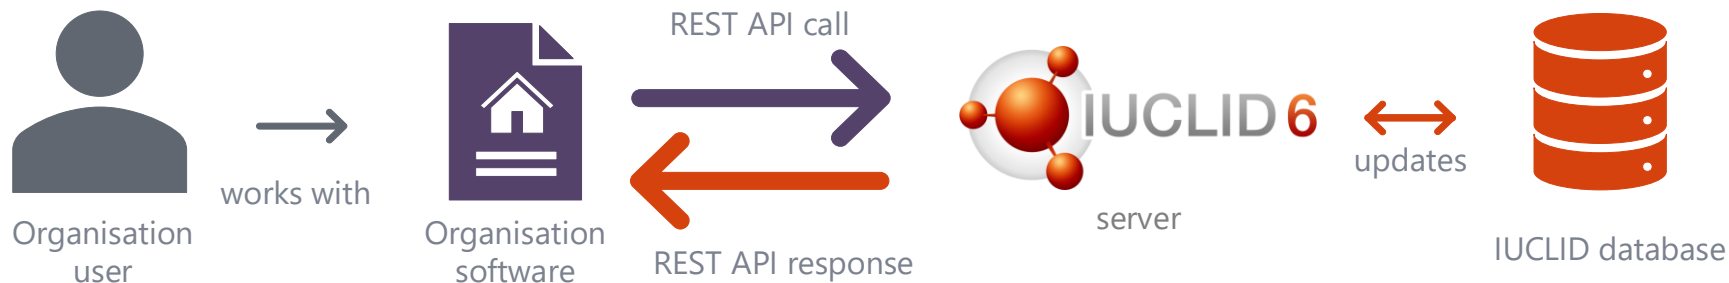 REST API call
IUCLID 6
updates
works with
server
Organisation
user
Organisation
software
REST API response
IUCLID database